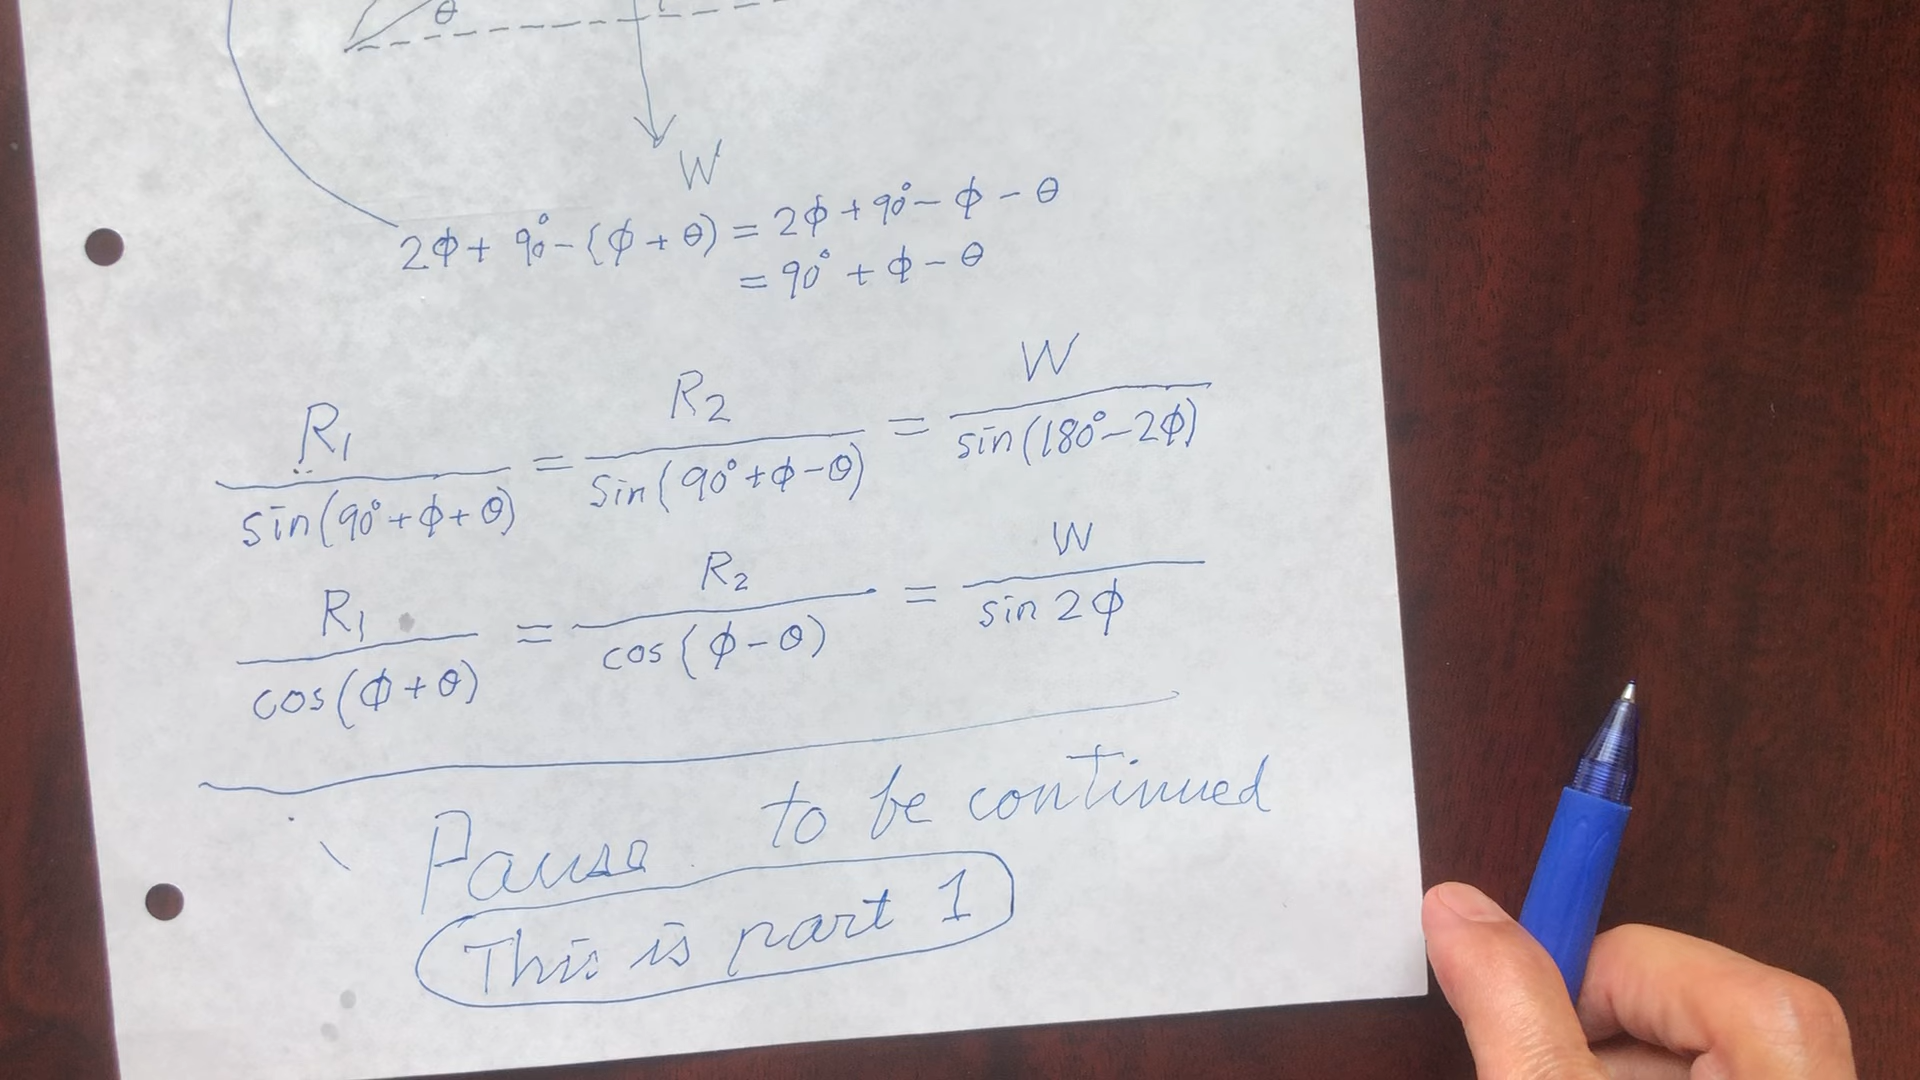 θ
W
2φ + 90° - (φ + θ) = 2φ + 90° - φ - θ
= 90° + φ - θ
R₁ / sin(90° + φ + θ) = R₂ / sin(90° + φ - θ) = W / sin(180° - 2φ)
R₁ / cos(φ + θ) = R₂ / cos(φ - θ) = W / sin 2φ
Pause. to be continued
This is part 1